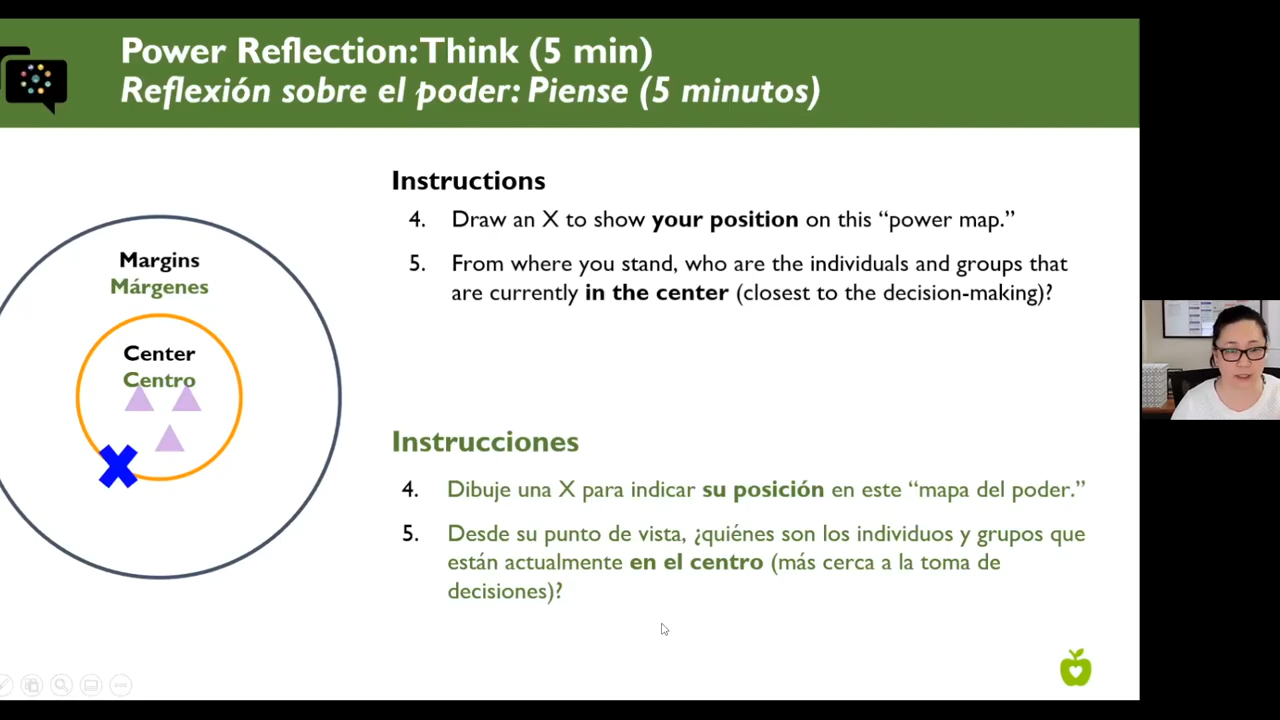 Power Reflection: Think (5 min)
Reflexión sobre el poder: Piense (5 minutos)
Margins
Márgenes
Center
Centro
Instructions
4. Draw an X to show your position on this “power map.”
5. From where you stand, who are the individuals and groups that
are currently in the center (closest to the decision-making)?
Instrucciones
4. Dibuje una X para indicar su posición en este “mapa del poder.”
5. Desde su punto de vista, ¿quiénes son los individuos y grupos que
están actualmente en el centro (más cerca a la toma de
decisiones)?